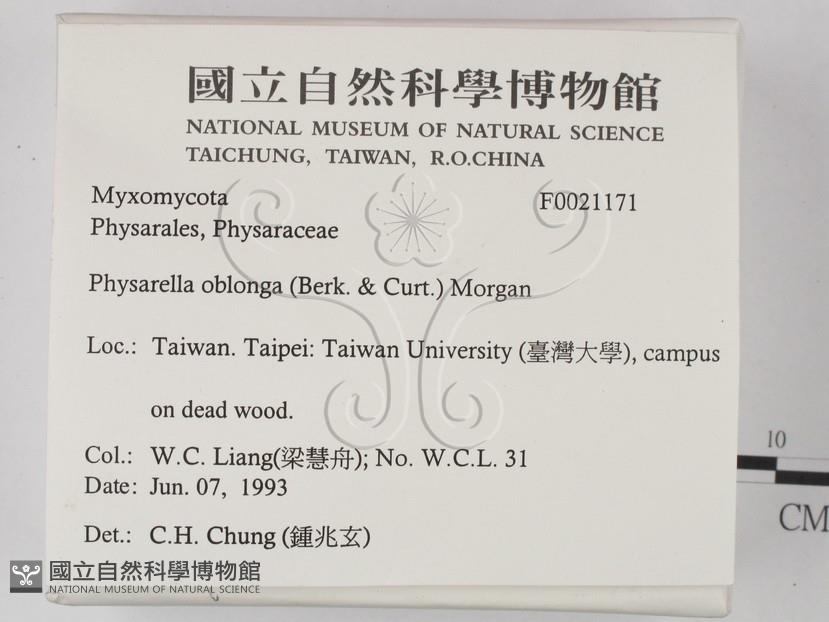 國立自然科學博物館
NATIONAL MUSEUM OF NATURAL SCIENCE
TAICHUNG, TAIWAN, R.O.CHINA
Myxomycota F0021171
Physarales, Physaraceae
Physarella oblonga (Berk. & Curt.) Morgan
Loc.: Taiwan. Taipei: Taiwan University (臺灣大學), campus
on dead wood.
Col.: W.C. Liang(梁慧舟); No. W.C.L. 31
Date: Jun. 07, 1993
Det.: C.H. Chung (鍾兆玄)
國立自然科學博物館
NATIONAL MUSEUM OF NATURAL SCIENCE
10
CM